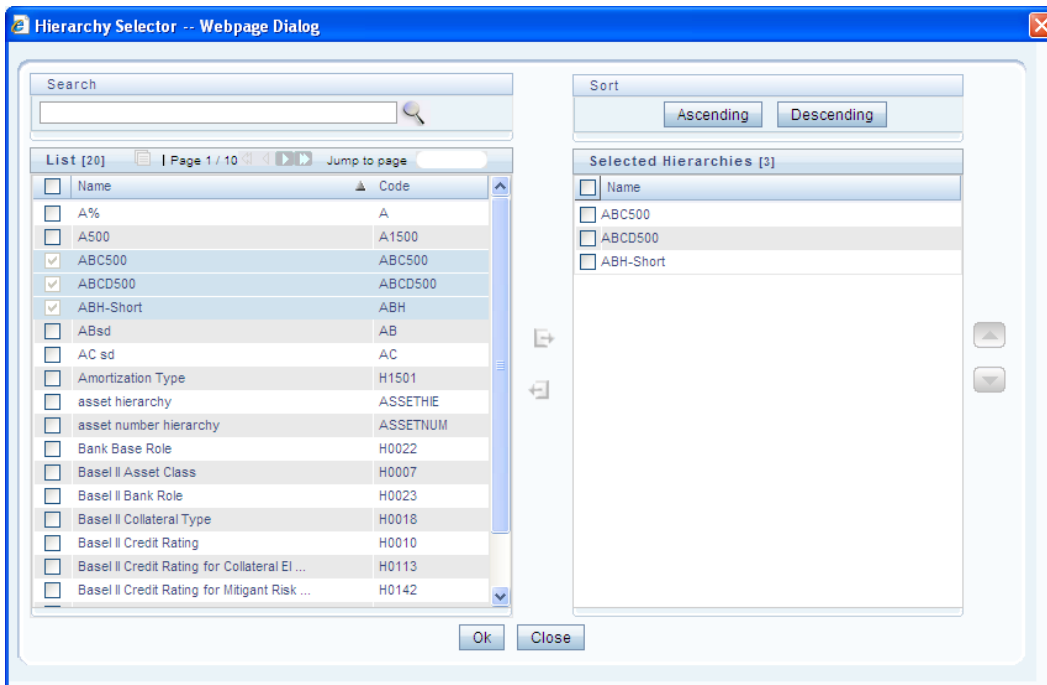 Hierarchy Selector -- Webpage Dialog
Search
Sort
Ascending Descending
List [20] | Page 1 / 10 Jump to page
Selected Hierarchies [3]
Name Code
Name
A% A
A500 A1500
ABC500 ABC500
ABCD500 ABCD500
ABH-Short ABH
ABsd AB
AC sd AC
Amortization Type H1501
asset hierarchy ASSETHIE
asset number hierarchy ASSETNUM
Bank Base Role H0022
Basel II Asset Class H0007
Basel II Bank Role H0023
Basel II Collateral Type H0018
Basel II Credit Rating H0010
Basel II Credit Rating for Collateral El ... H0113
Basel II Credit Rating for Mitigant Risk ... H0142
ABC500
ABCD500
ABH-Short
Ok Close